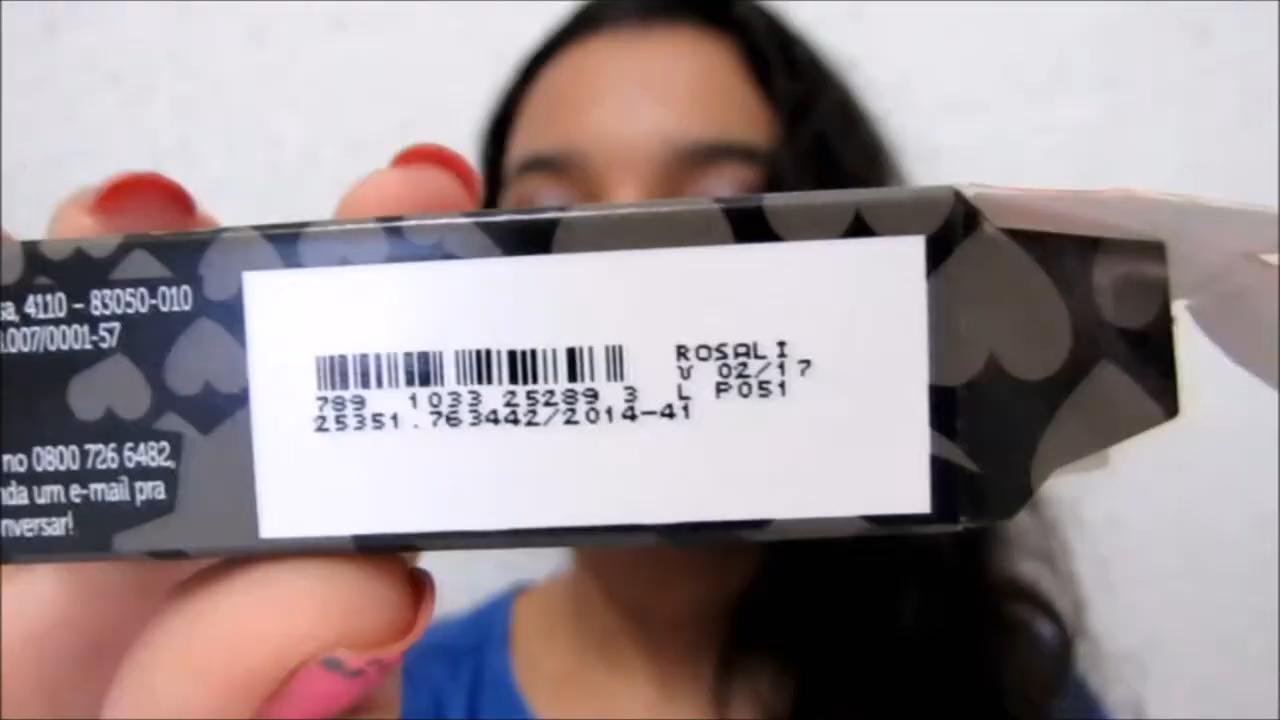 sa, 4110 – 83050-010
.007/0001-57
no 0800 726 6482,
nda um e-mail pra
nversar!
789 1033 25289 3
25351.763442/2014-41
ROSALI
V 02/17
L P051